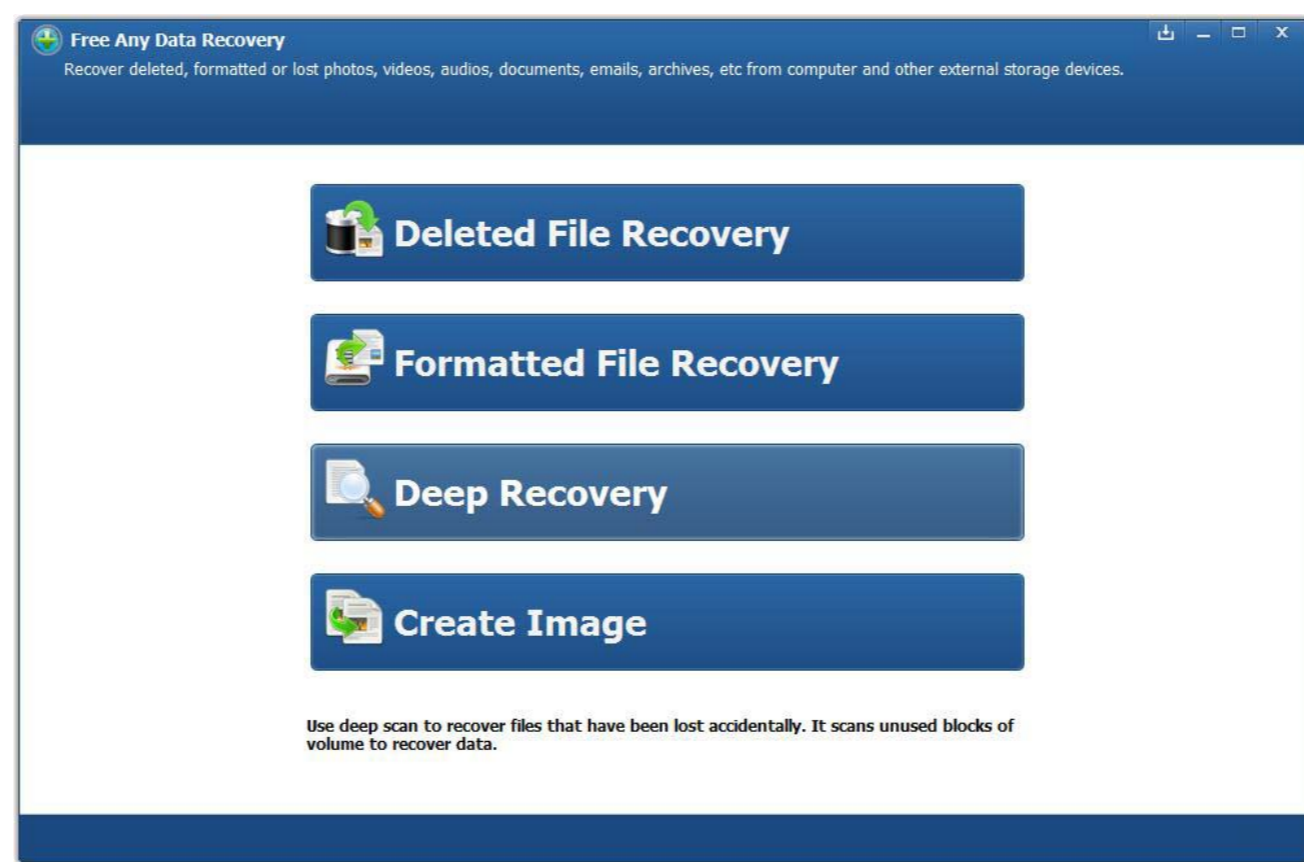 Free Any Data Recovery
Recover deleted, formatted or lost photos, videos, audios, documents, emails, archives, etc from computer and other external storage devices.
Deleted File Recovery
Formatted File Recovery
Deep Recovery
Create Image
Use deep scan to recover files that have been lost accidentally. It scans unused blocks of
volume to recover data.